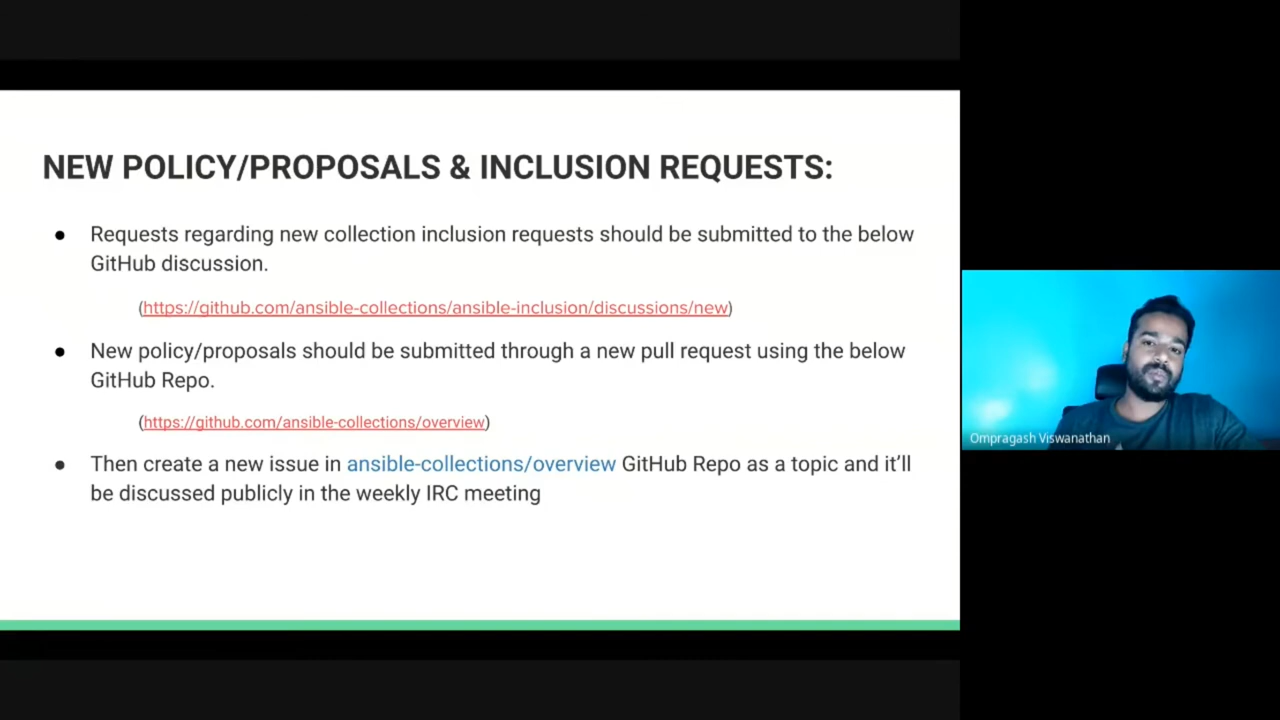 NEW POLICY/PROPOSALS & INCLUSION REQUESTS:
● Requests regarding new collection inclusion requests should be submitted to the below
GitHub discussion.
(https://github.com/ansible-collections/ansible-inclusion/discussions/new)
● New policy/proposals should be submitted through a new pull request using the below
GitHub Repo.
(https://github.com/ansible-collections/overview)
● Then create a new issue in ansible-collections/overview GitHub Repo as a topic and it’ll
be discussed publicly in the weekly IRC meeting
Ompragash Viswanathan